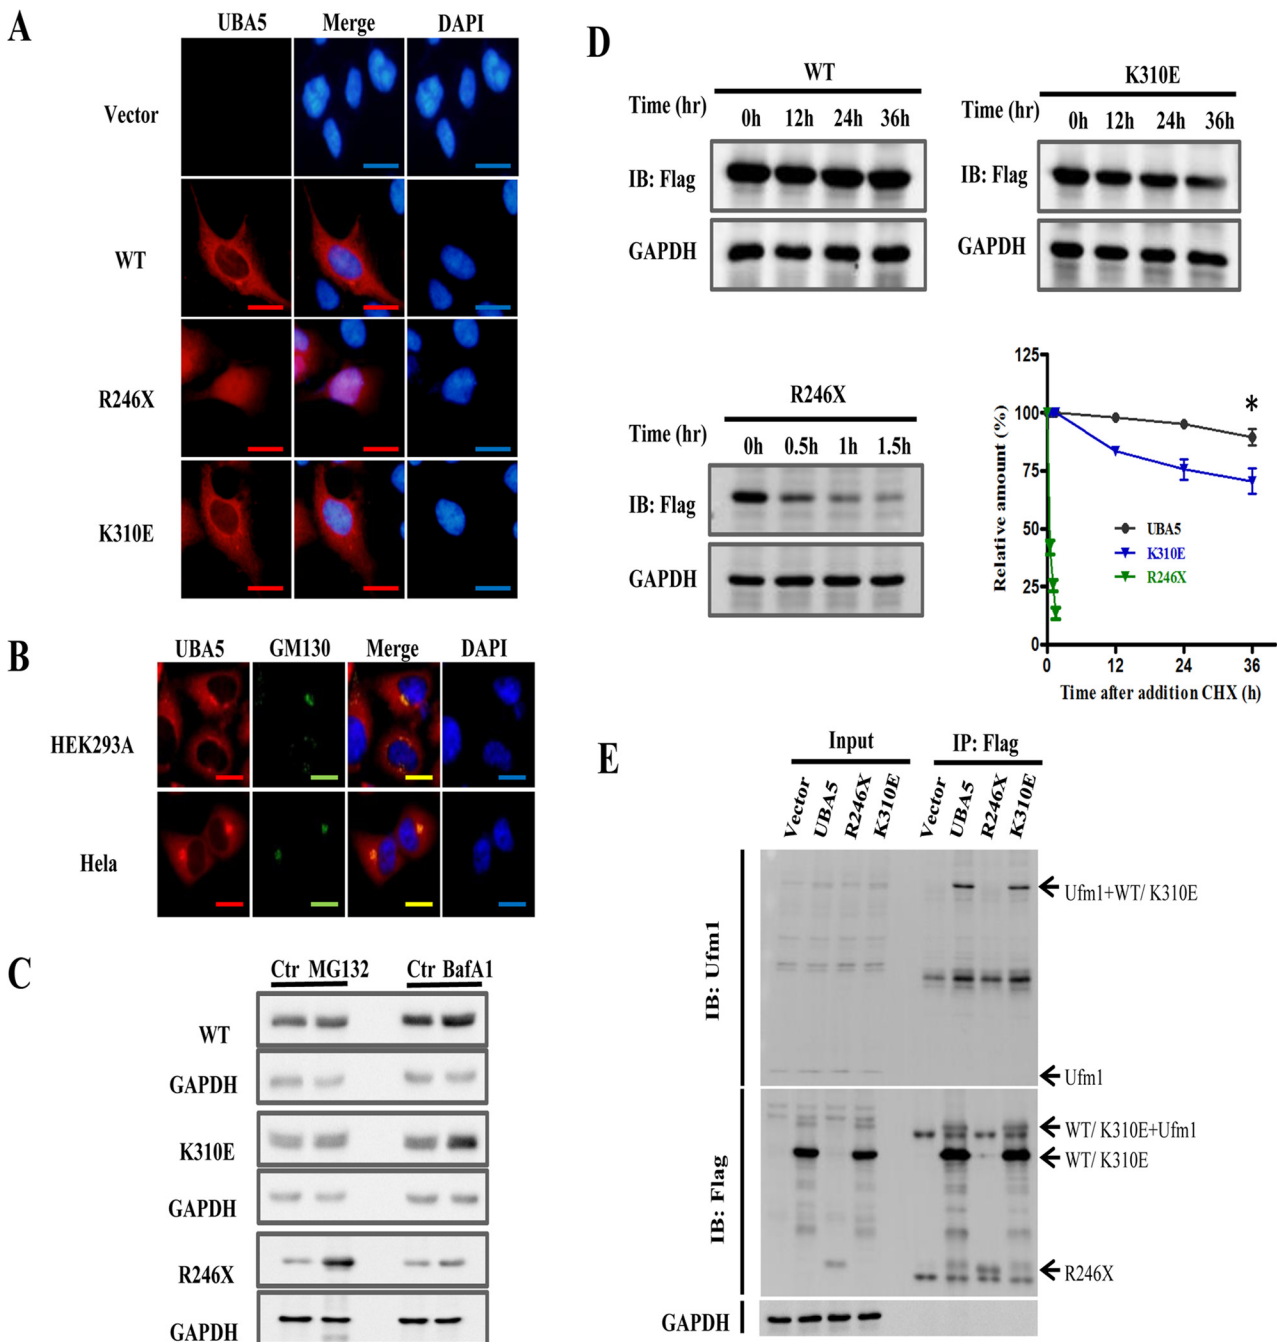 A
UBA5 Merge DAPI
Vector
WT
R246X
K310E
B
UBA5 GM130 Merge DAPI
HEK293A
Hela
C
Ctr MG132 Ctr BafA1
WT
GAPDH
K310E
GAPDH
R246X
GAPDH
D
WT
Time (hr) 0h 12h 24h 36h
IB: Flag
GAPDH
K310E
Time (hr) 0h 12h 24h 36h
IB: Flag
GAPDH
R246X
Time (hr) 0h 0.5h 1h 1.5h
IB: Flag
GAPDH
Relative amount (%)
125
100
75
50
25
0
*
UBA5
K310E
R246X
0 12 24 36
Time after addition CHX (h)
E
Input IP: Flag
Vector UBA5 R246X K310E Vector UBA5 R246X K310E
IB: Ufm1
Ufm1+WT/ K310E
Ufm1
IB: Flag
WT/ K310E+Ufm1
WT/ K310E
R246X
GAPDH